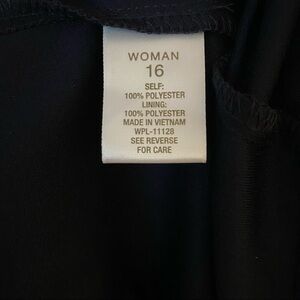 WOMAN
16
SELF:
100% POLYESTER
LINING:
100% POLYESTER
MADE IN VIETNAM
WPL-11128
SEE REVERSE
FOR CARE